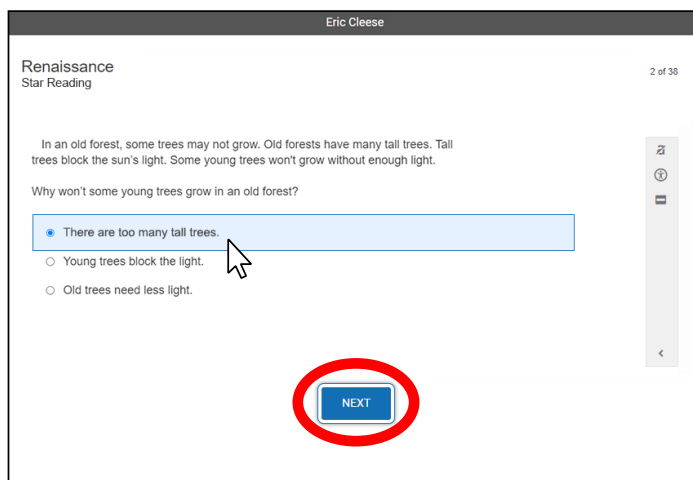 Eric Cleese
Renaissance
Star Reading
2 of 38
In an old forest, some trees may not grow. Old forests have many tall trees. Tall
trees block the sun's light. Some young trees won't grow without enough light.
Why won't some young trees grow in an old forest?
There are too many tall trees.
Young trees block the light.
Old trees need less light.
NEXT